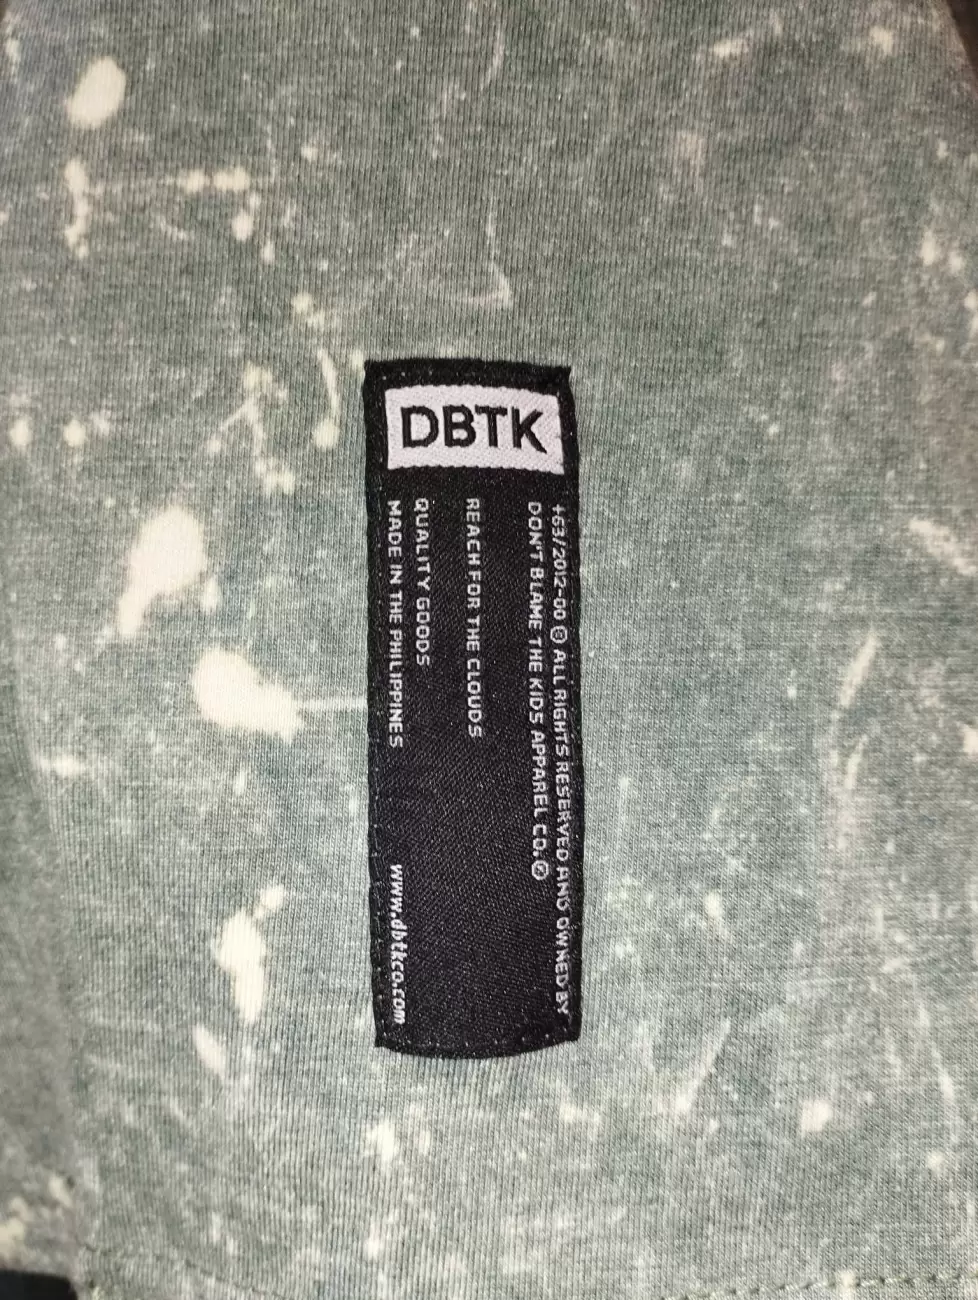 DBTK
+63/2012-00 © ALL RIGHTS RESERVED AND OWNED BY
DON'T BLAME THE KIDS APPAREL CO.®
REACH FOR THE CLOUDS
QUALITY GOODS
MADE IN THE PHILIPPINES
www.dbtkco.com